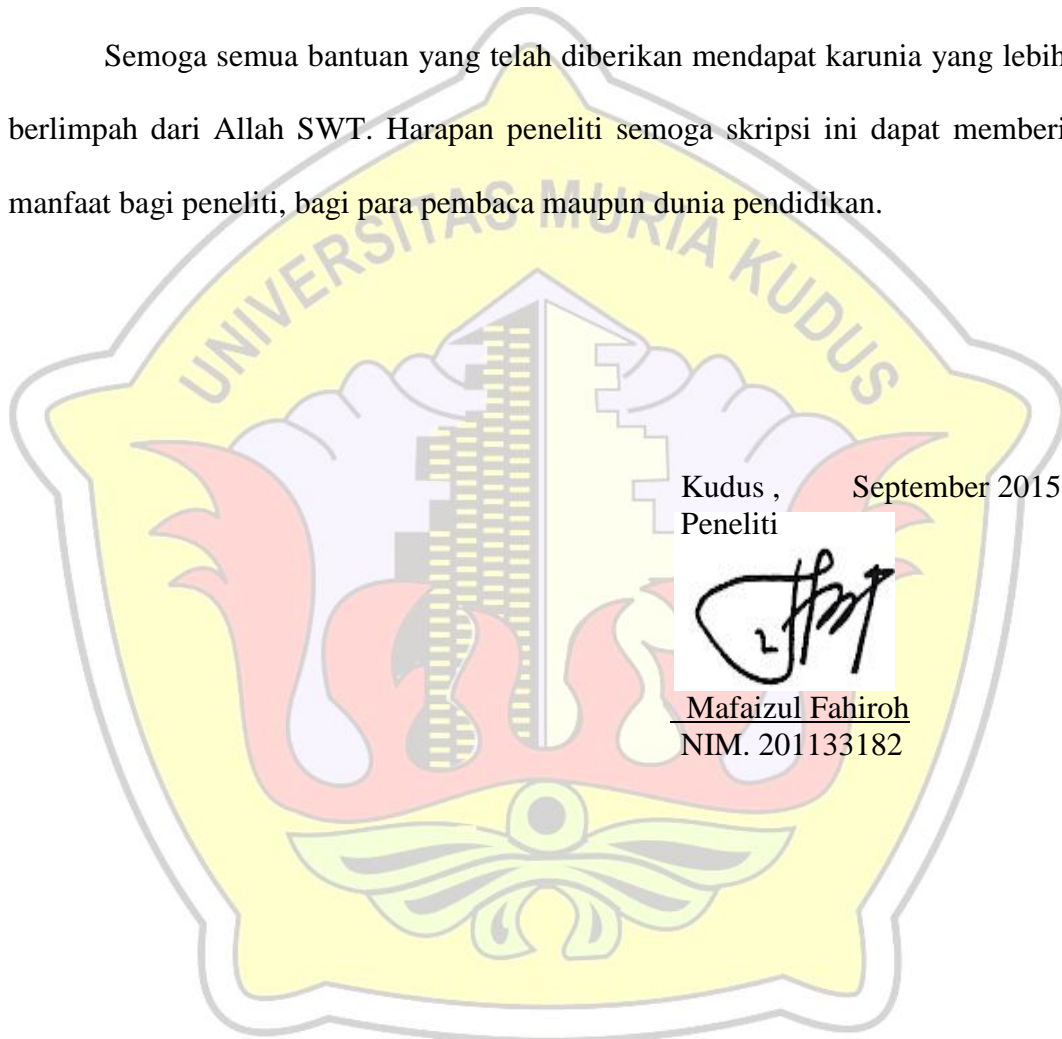 Semoga semua bantuan yang telah diberikan mendapat karunia yang lebih
berlimpah dari Allah SWT. Harapan peneliti semoga skripsi ini dapat memberi
manfaat bagi peneliti, bagi para pembaca maupun dunia pendidikan.
UNIVERSITAS MURIA KUDUS
Kudus , September 2015
Peneliti
Mafaizul Fahiroh
NIM. 201133182